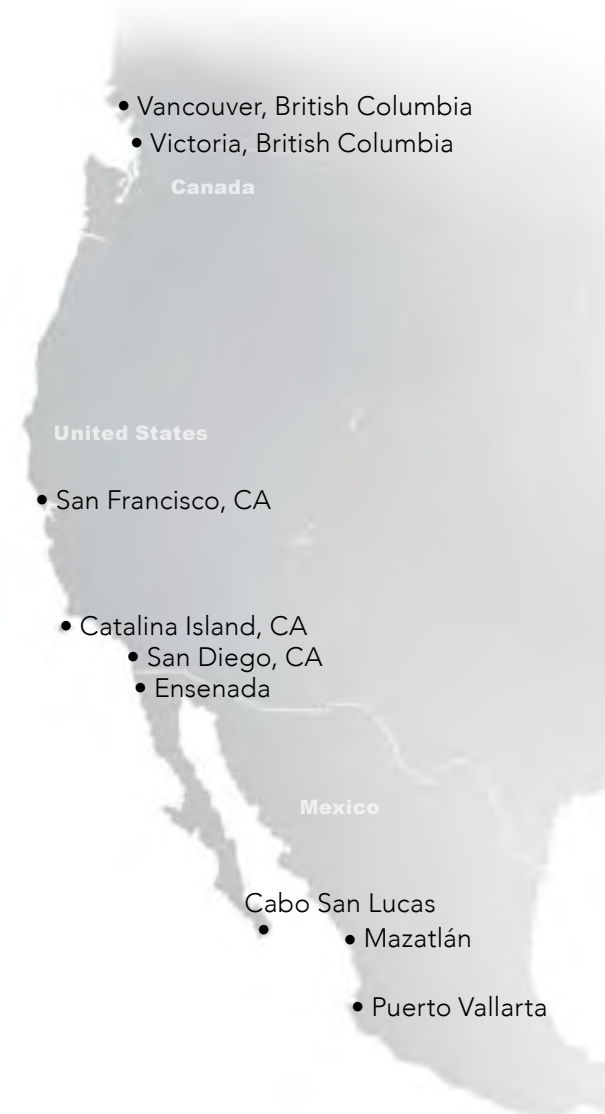 Vancouver, British Columbia
Victoria, British Columbia
Canada
United States
San Francisco, CA
Catalina Island, CA
San Diego, CA
Ensenada
Mexico
Cabo San Lucas
Mazatlán
Puerto Vallarta